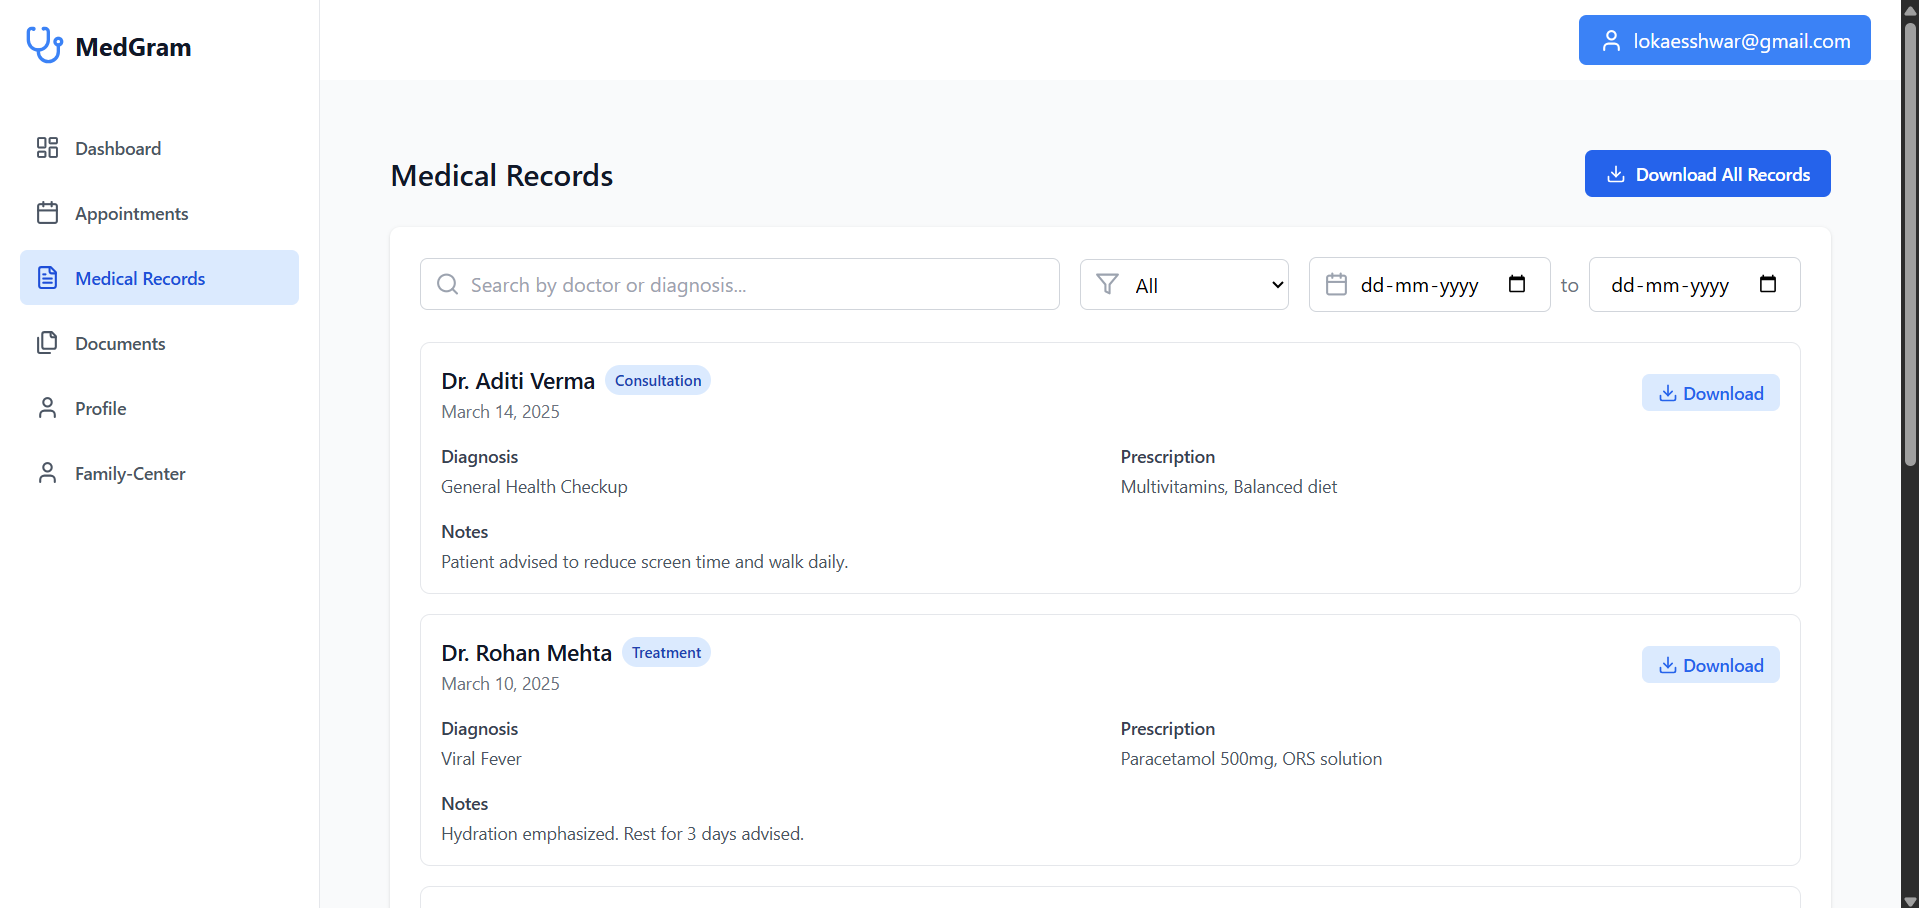 MedGram
lokaesshwar@gmail.com
Dashboard
Appointments
Medical Records
Documents
Profile
Family-Center
Medical Records
Download All Records
Search by doctor or diagnosis...
All
dd-mm-yyyy to dd-mm-yyyy
Dr. Aditi Verma Consultation
March 14, 2025
Download
Diagnosis
General Health Checkup
Prescription
Multivitamins, Balanced diet
Notes
Patient advised to reduce screen time and walk daily.
Dr. Rohan Mehta Treatment
March 10, 2025
Download
Diagnosis
Viral Fever
Prescription
Paracetamol 500mg, ORS solution
Notes
Hydration emphasized. Rest for 3 days advised.